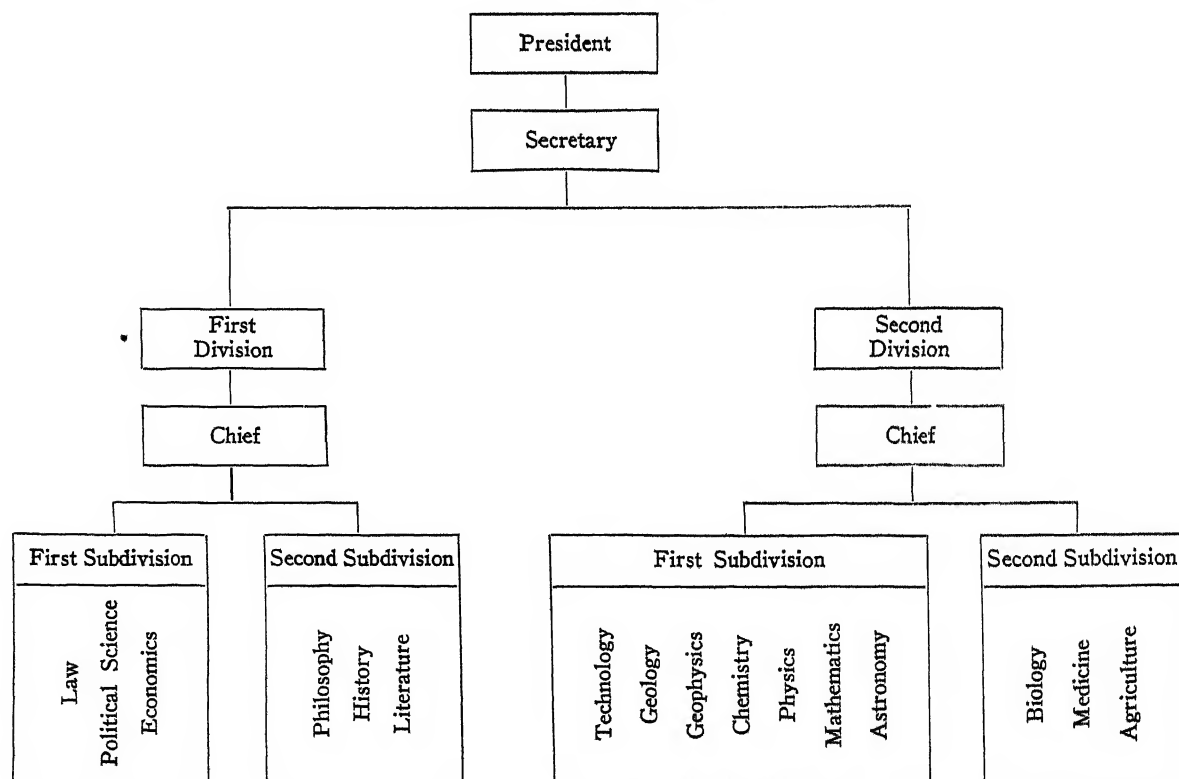 President
Secretary
First
Division
Second
Division
Chief
Chief
First Subdivision
Second Subdivision
First Subdivision
Second Subdivision
Law
Political Science
Economics
Philosophy
History
Literature
Technology
Geology
Geophysics
Chemistry
Physics
Mathematics
Astronomy
Biology
Medicine
Agriculture